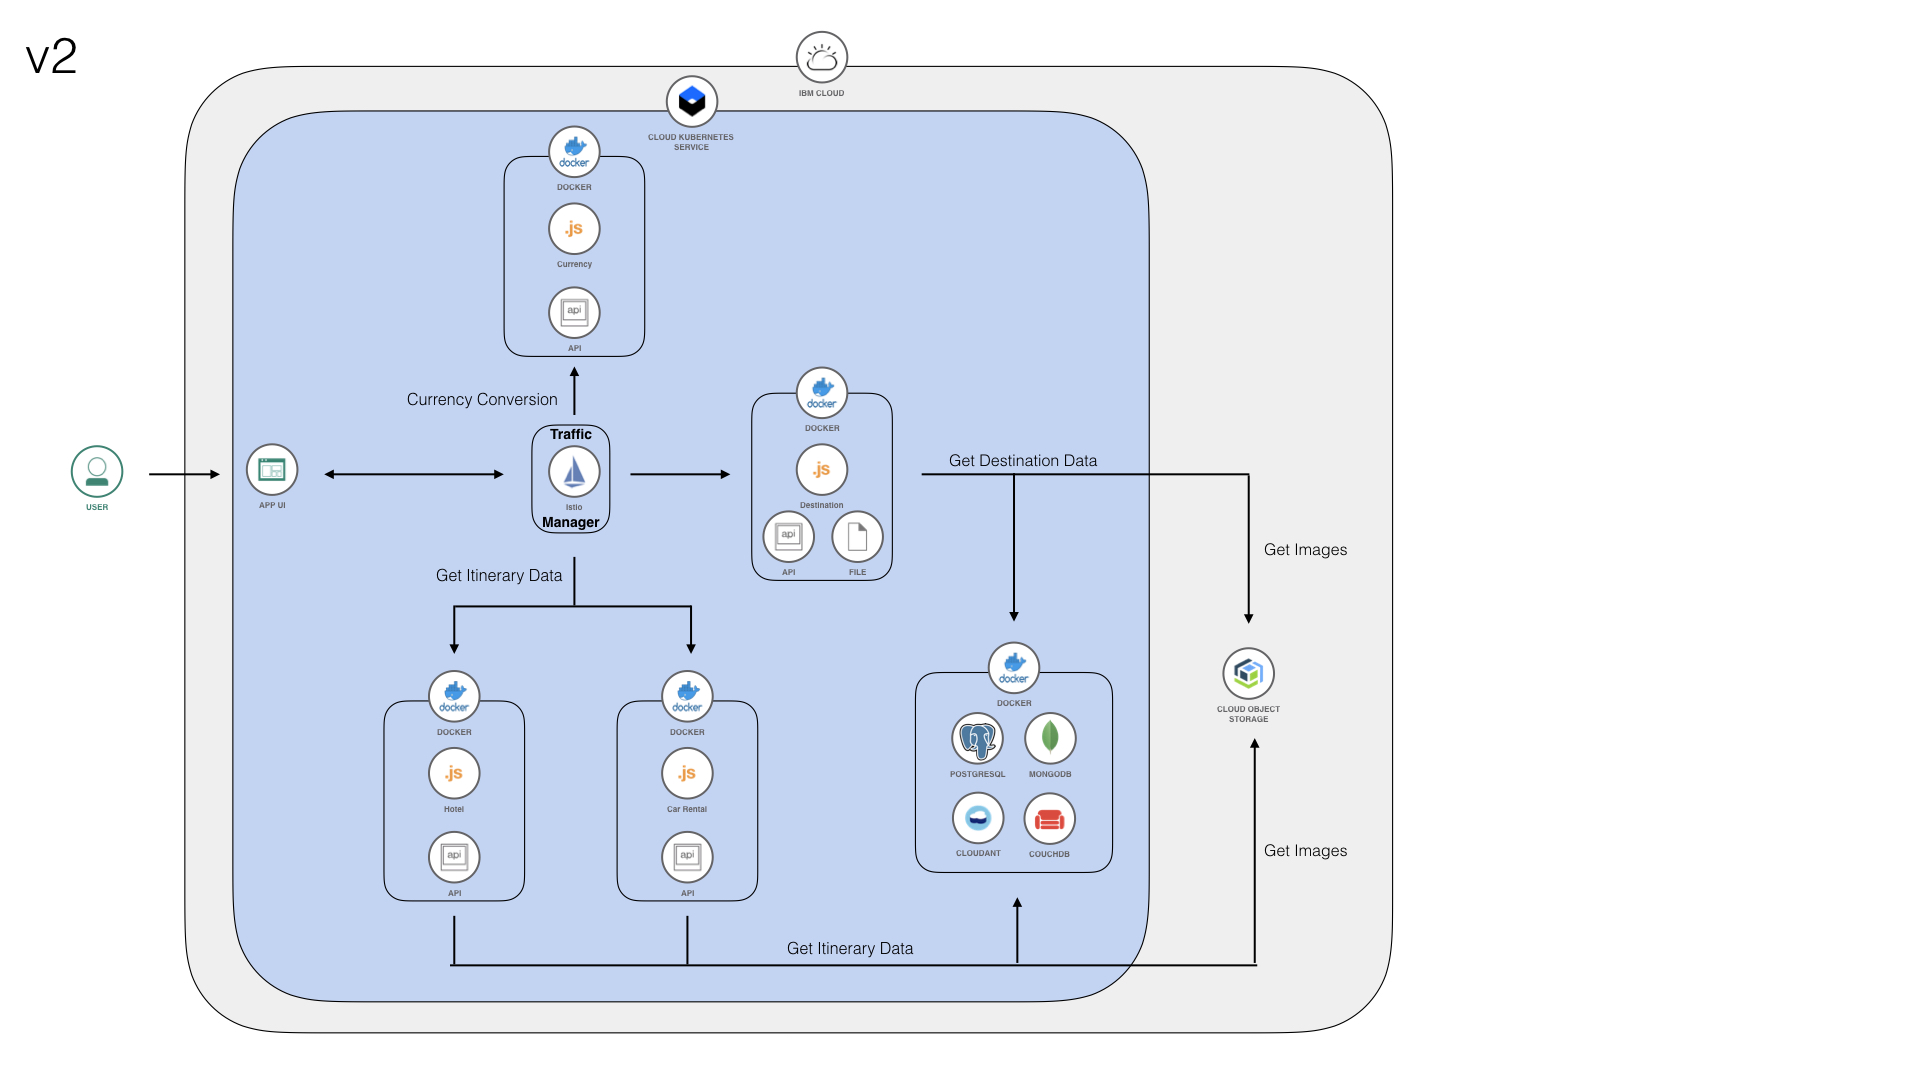 v2
IBM CLOUD
CLOUD KUBERNETES
SERVICE
docker
DOCKER
.js
Currency
api
API
Currency Conversion
Traffic
Istio
Manager
USER
APP UI
docker
DOCKER
.js
Destination
api
API
FILE
Get Destination Data
Get Images
Get Itinerary Data
docker
DOCKER
.js
Hotel
api
API
docker
DOCKER
.js
Car Rental
api
API
docker
DOCKER
POSTGRESQL
MONGODB
CLOUDANT
COUCHDB
CLOUD OBJECT
STORAGE
Get Images
Get Itinerary Data